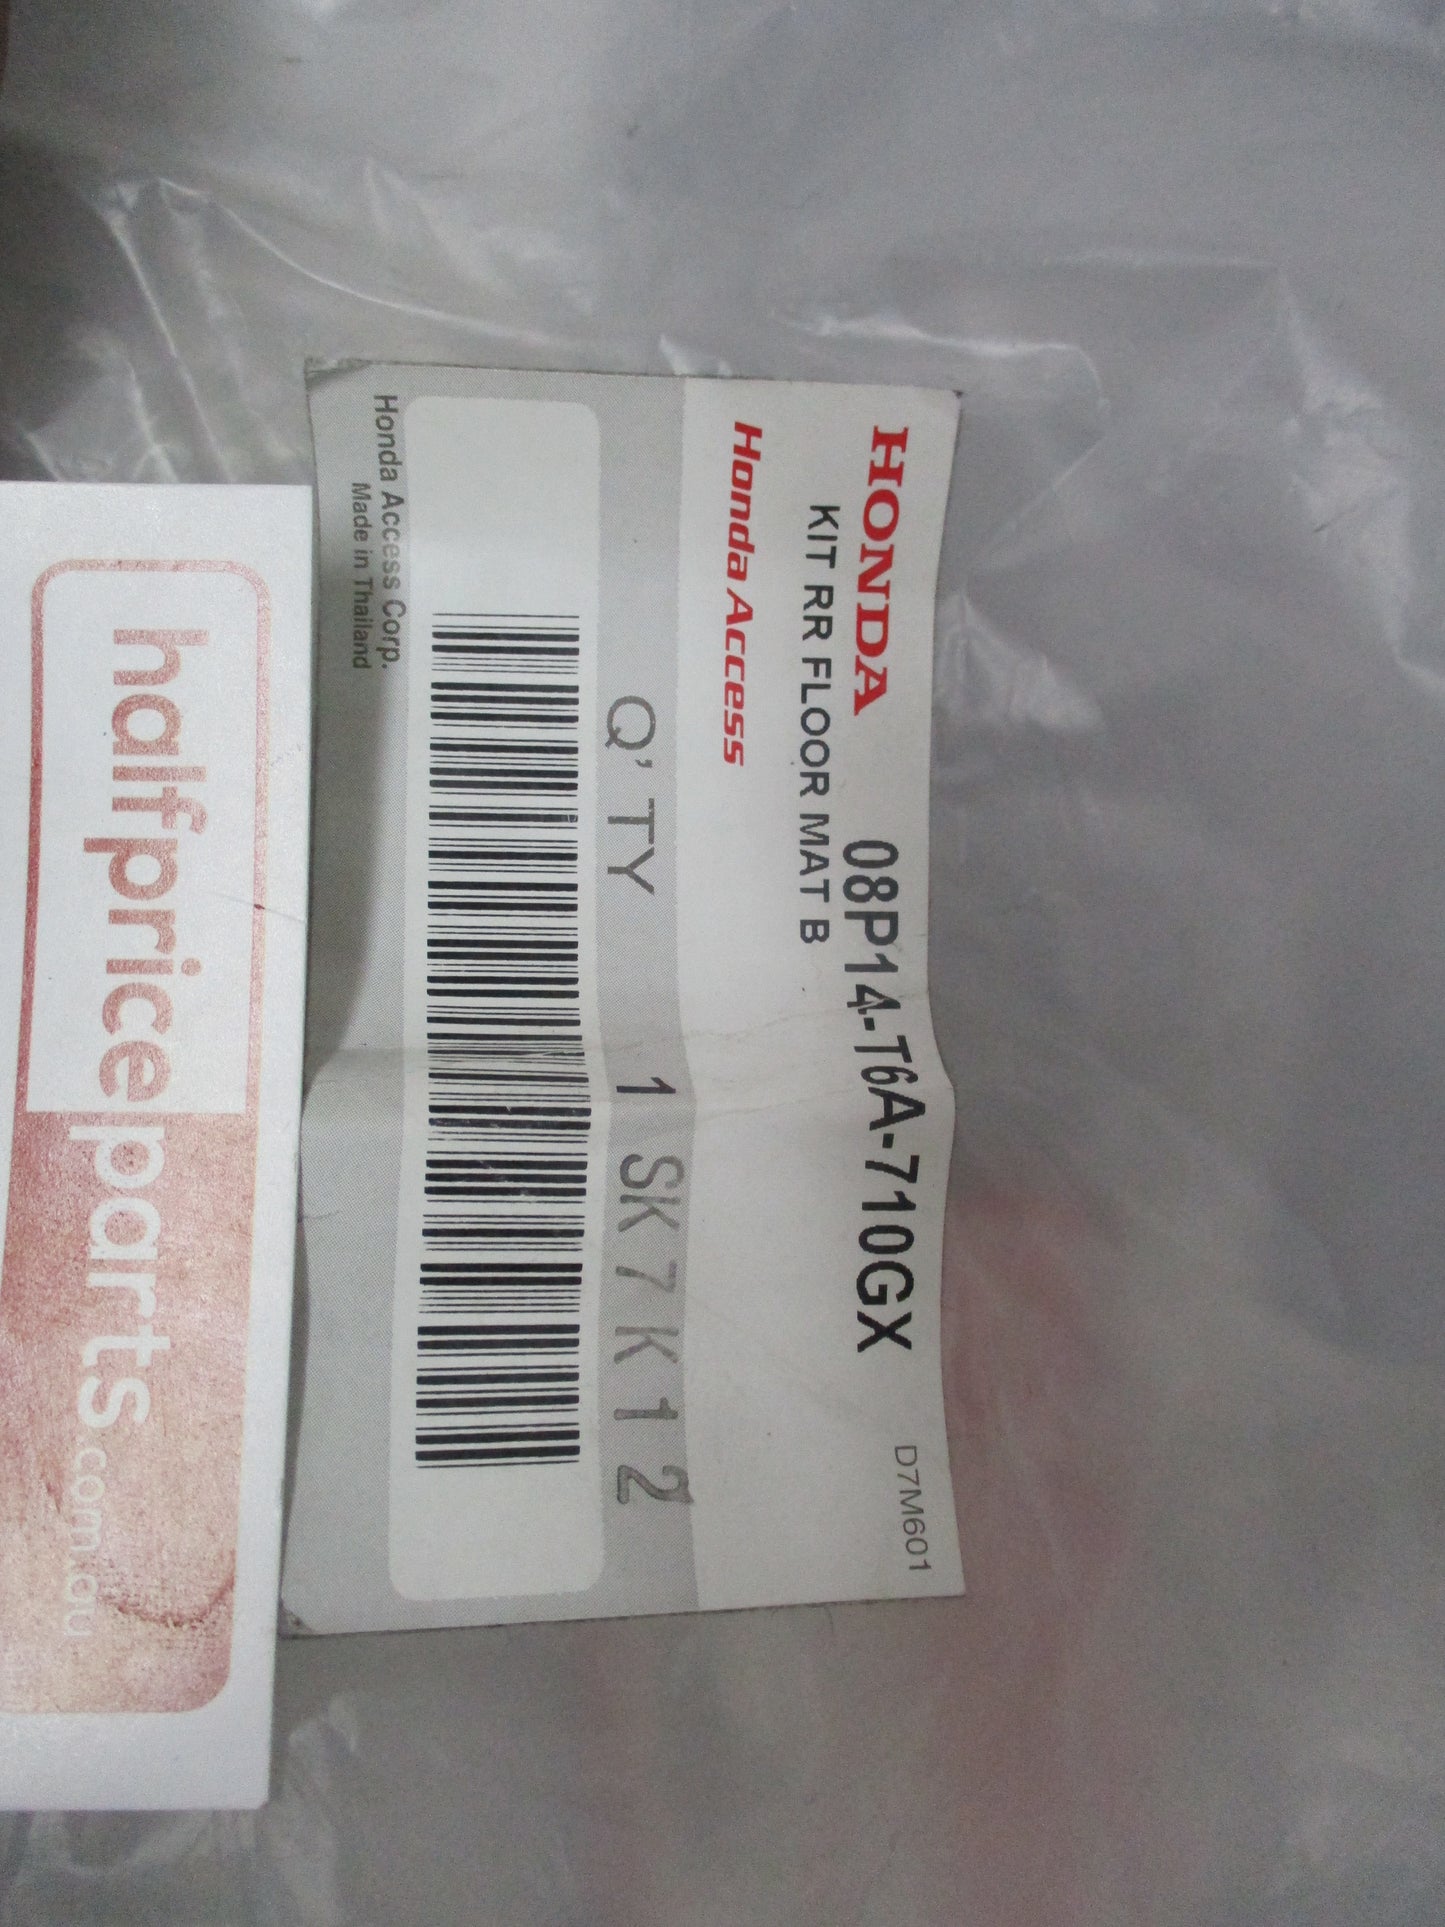 HONDA 08P14-T6A-710GX D7M601
KIT RR FLOOR MAT B
Honda Access
Q'TY 1 SK7K12
Honda Access Corp.
Made in Thailand
halfpriceparts.com.au